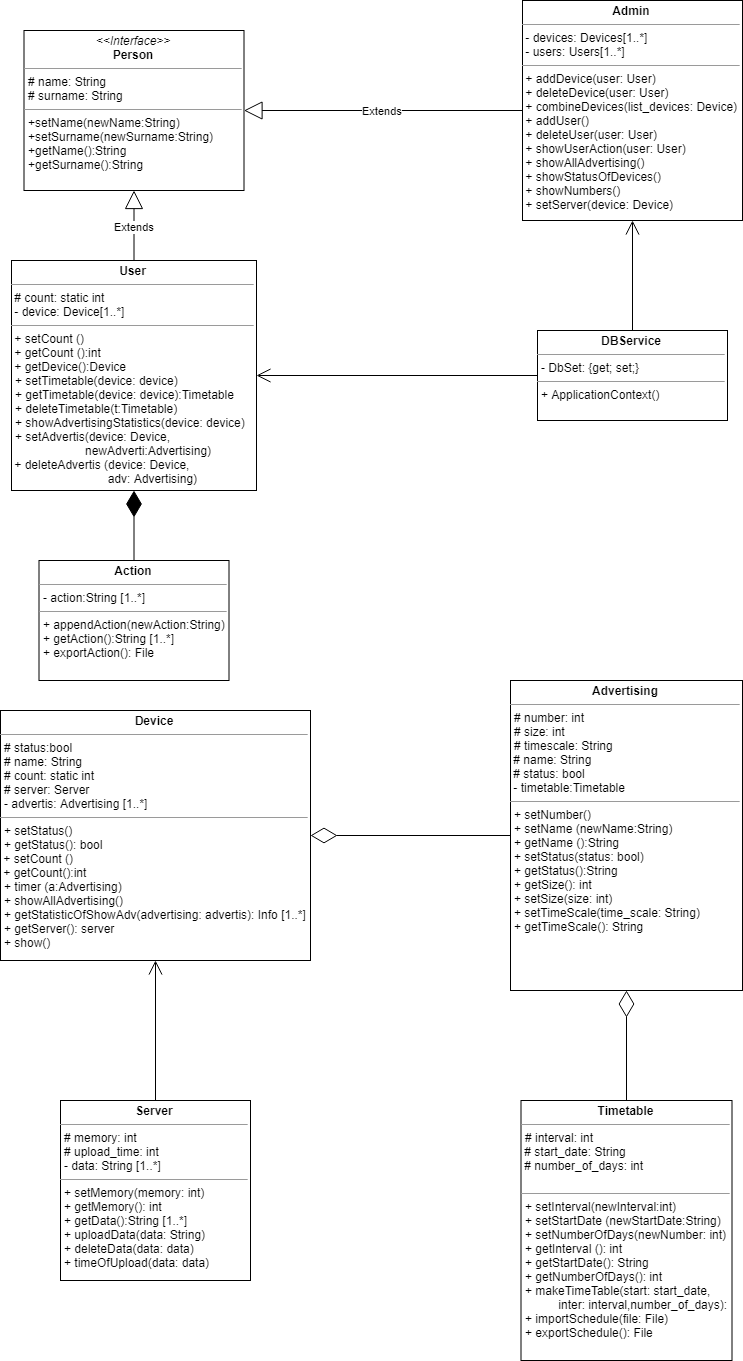 <<Interface>>
Person
# name: String
# surname: String
+setName(newName:String)
+setSurname(newSurname:String)
+getName():String
+getSurname():String
Admin
- devices: Devices[1..*]
- users: Users[1..*]
+ addDevice(user: User)
+ deleteDevice(user: User)
+ combineDevices(list_devices: Device)
+ addUser()
+ deleteUser(user: User)
+ showUserAction(user: User)
+ showAllAdvertising()
+ showStatusOfDevices()
+ showNumbers()
+ setServer(device: Device)
Extends
Extends
User
# count: static int
- device: Device[1..*]
+ setCount ()
+ getCount ():int
+ getDevice():Device
+ setTimetable(device: device)
+ getTimetable(device: device):Timetable
+ deleteTimetable(t:Timetable)
+ showAdvertisingStatistics(device: device)
+ setAdvertis(device: Device,
newAdverti:Advertising)
+ deleteAdvertis (device: Device,
adv: Advertising)
DBService
- DbSet: {get; set;}
+ ApplicationContext()
Action
- action:String [1..*]
+ appendAction(newAction:String)
+ getAction():String [1..*]
+ exportAction(): File
Device
# status:bool
# name: String
# count: static int
# server: Server
- advertis: Advertising [1..*]
+ setStatus()
+ getStatus(): bool
+ setCount ()
+ getCount():int
+ timer (a:Advertising)
+ showAllAdvertising()
+ getStatisticOfShowAdv(advertising: advertis): Info [1..*]
+ getServer(): server
+ show()
Advertising
# number: int
# size: int
# timescale: String
# name: String
# status: bool
- timetable:Timetable
+ setNumber()
+ setName (newName:String)
+ getName ():String
+ setStatus(status: bool)
+ getStatus():String
+ getSize(): int
+ setSize(size: int)
+ setTimeScale(time_scale: String)
+ getTimeScale(): String
Server
# memory: int
# upload_time: int
- data: String [1..*]
+ setMemory(memory: int)
+ getMemory(): int
+ getData():String [1..*]
+ uploadData(data: String)
+ deleteData(data: data)
+ timeOfUpload(data: data)
Timetable
# interval: int
# start_date: String
# number_of_days: int
+ setInterval(newInterval:int)
+ setStartDate (newStartDate:String)
+ setNumberOfDays(newNumber: int)
+ getInterval (): int
+ getStartDate(): String
+ getNumberOfDays(): int
+ makeTimeTable(start: start_date,
inter: interval,number_of_days):
+ importSchedule(file: File)
+ exportSchedule(): File